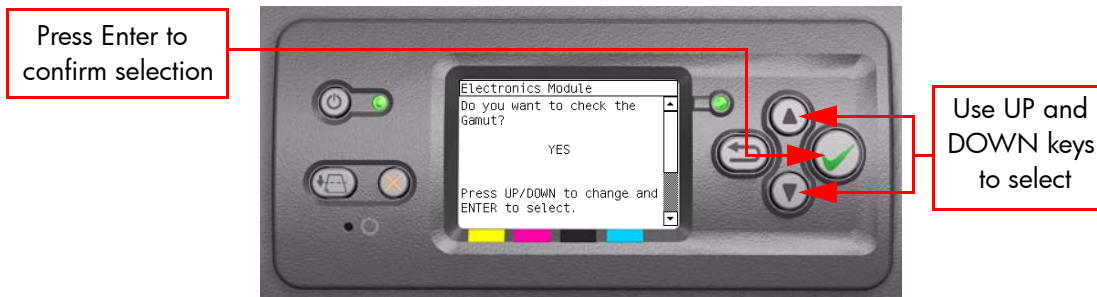 Press Enter to
confirm selection
Electronics Module
Do you want to check the
Gamut?
YES
Press UP/DOWN to change and
ENTER to select.
Use UP and
DOWN keys
to select